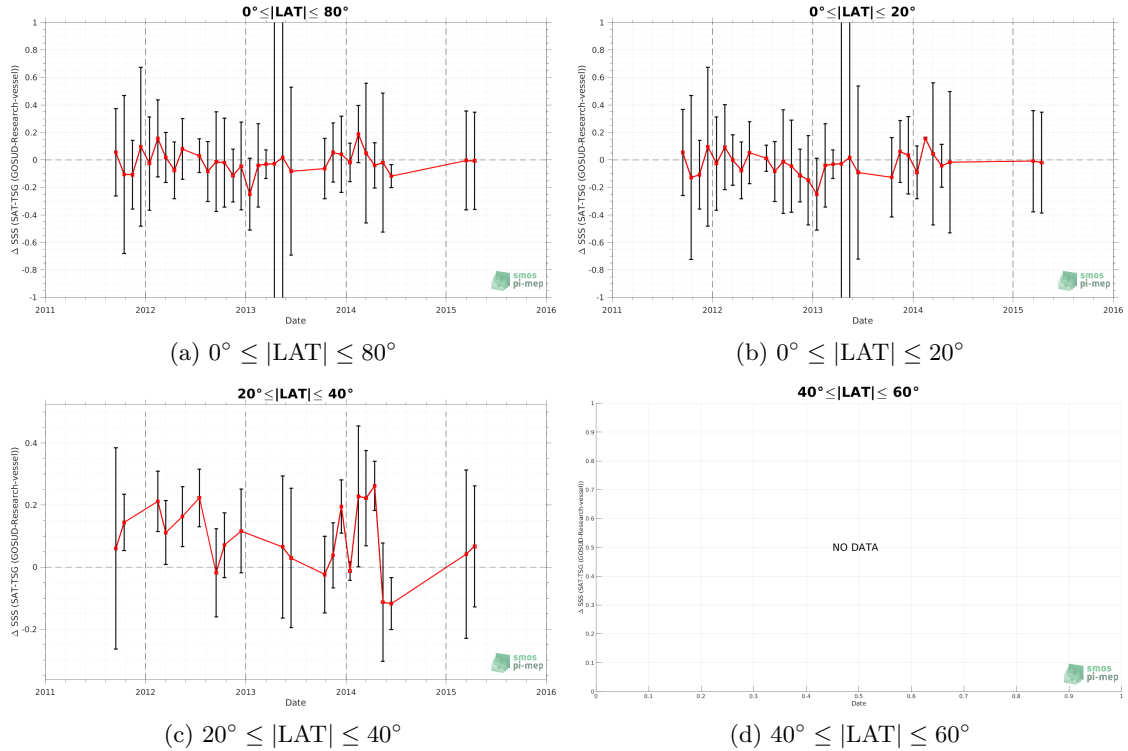 0°≤|LAT|≤ 80°
Δ SSS (SAT-TSG (GOSUD-Research-vessel))
1
0.8
0.6
0.4
0.2
0
-0.2
-0.4
-0.6
-0.8
-1
2011 2012 2013 2014 2015 2016
Date
smos
pi-mep
(a) 0° ≤ |LAT| ≤ 80°
0°≤|LAT|≤ 20°
Δ SSS (SAT-TSG (GOSUD-Research-vessel))
1
0.8
0.6
0.4
0.2
0
-0.2
-0.4
-0.6
-0.8
-1
2011 2012 2013 2014 2015 2016
Date
smos
pi-mep
(b) 0° ≤ |LAT| ≤ 20°
20°≤|LAT|≤ 40°
Δ SSS (SAT-TSG (GOSUD-Research-vessel))
0.4
0.2
0
-0.2
2011 2012 2013 2014 2015 2016
Date
smos
pi-mep
(c) 20° ≤ |LAT| ≤ 40°
40°≤|LAT|≤ 60°
Δ SSS (SAT-TSG (GOSUD-Research-vessel))
1
0.9
0.8
0.7
0.6
0.5
0.4
0.3
0.2
0.1
0
NO DATA
0 0.1 0.2 0.3 0.4 0.5 0.6 0.7 0.8 0.9 1
Date
smos
pi-mep
(d) 40° ≤ |LAT| ≤ 60°